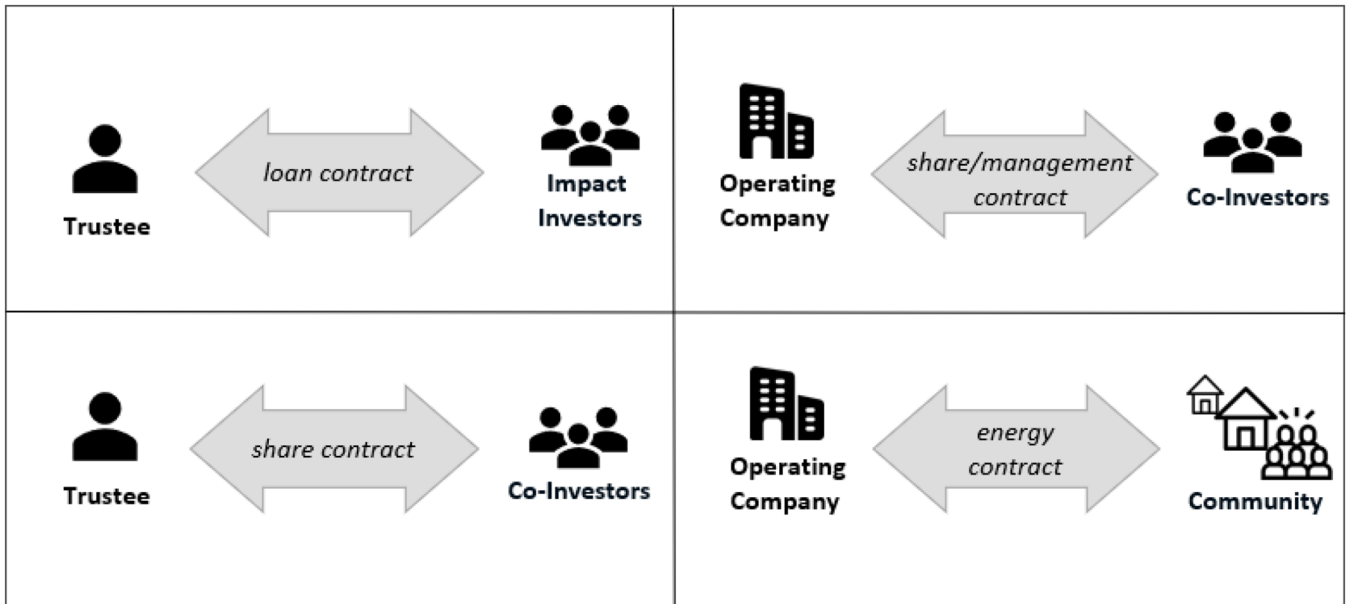 loan contract
Trustee
Impact
Investors
Operating
Company
share/management
contract
Co-Investors
share contract
Trustee
Co-Investors
Operating
Company
energy
contract
Community